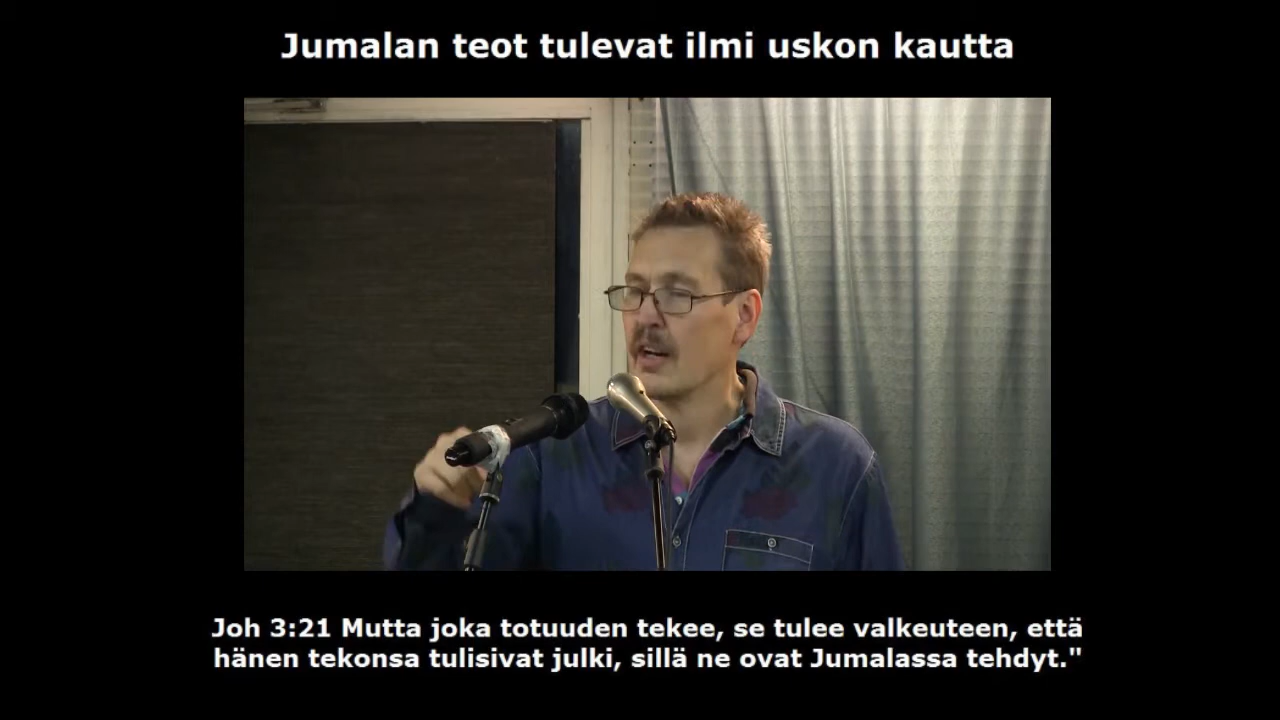 Jumalan teot tulevat ilmi uskon kautta
Joh 3:21 Mutta joka totuuden tekee, se tulee valkeuteen, että
hänen tekonsa tulisivat julki, sillä ne ovat Jumalassa tehdyt."